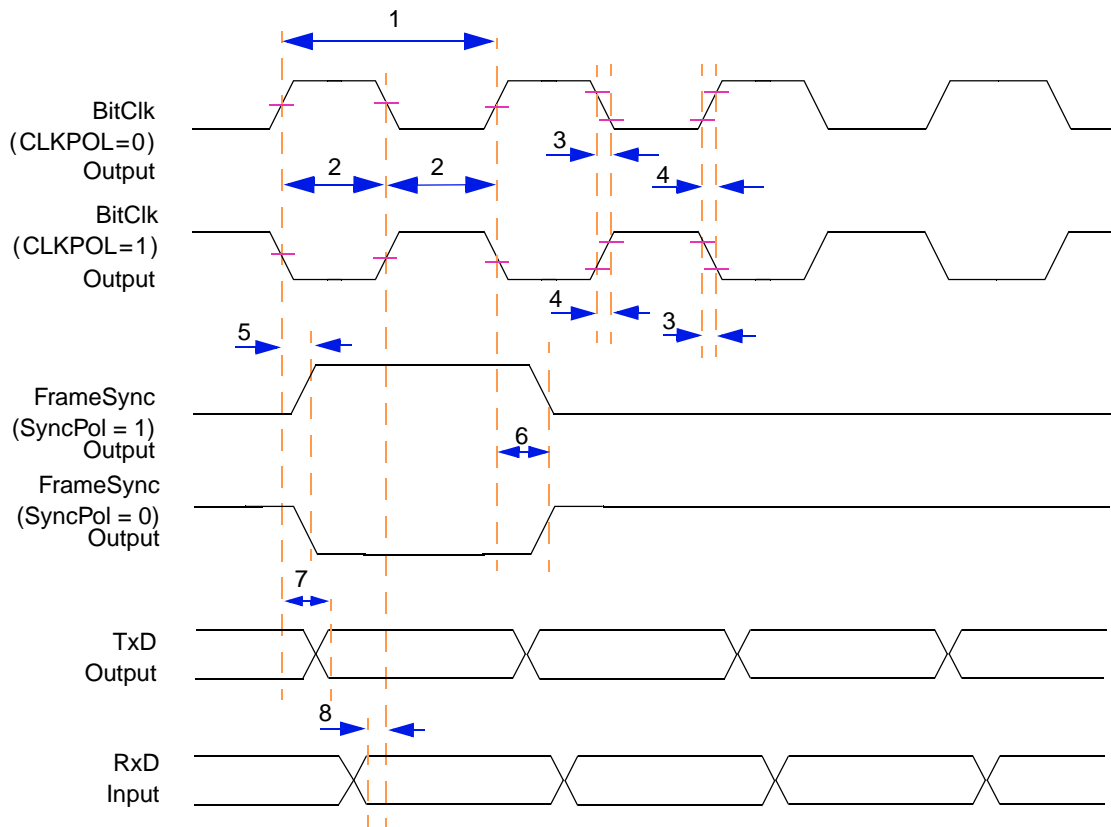 1
BitClk
(CLKPOL=0)
Output
3
2
2
4
BitClk
(CLKPOL=1)
Output
4
3
5
FrameSync
(SyncPol = 1)
Output
6
FrameSync
(SyncPol = 0)
Output
7
TxD
Output
8
RxD
Input